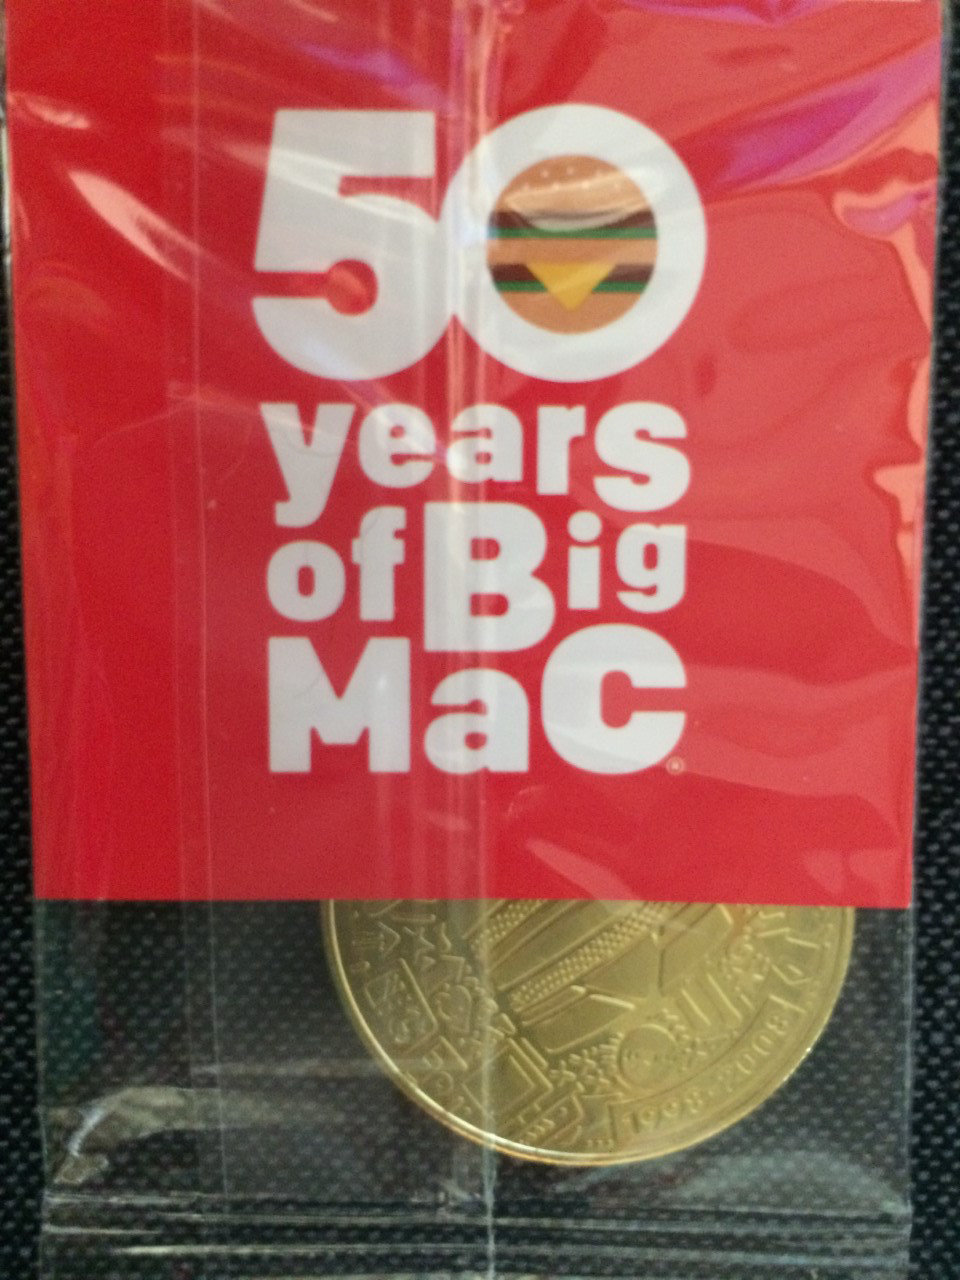 50
years
of Big
Mac®
1998-2008